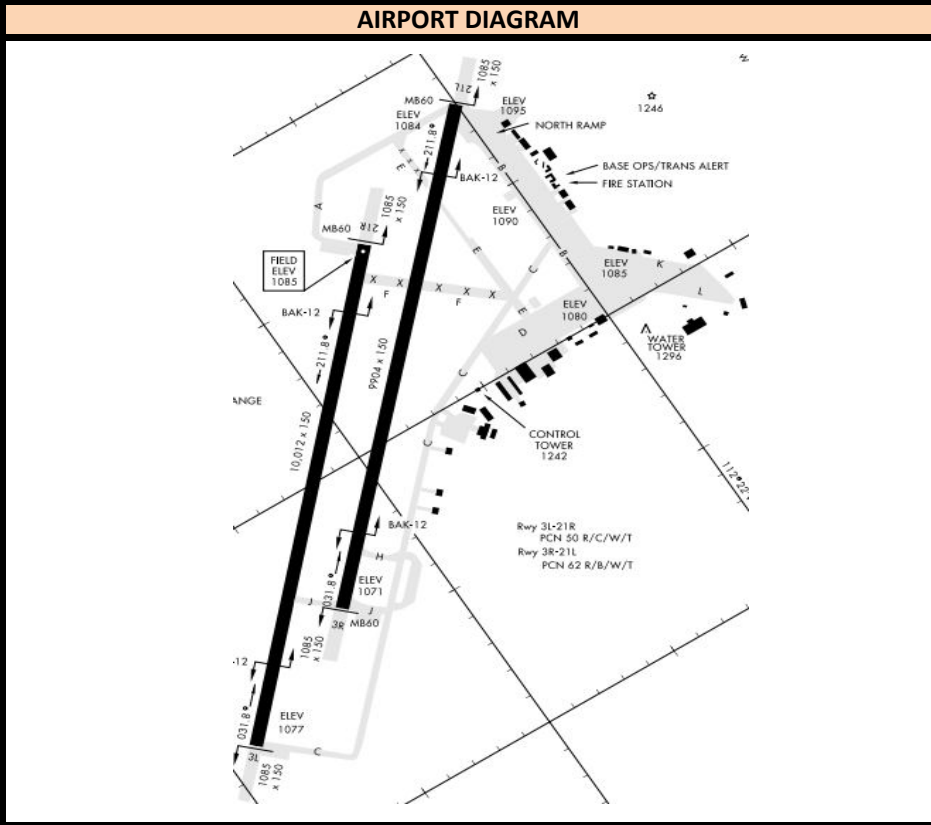 AIRPORT DIAGRAM
1085
x 150
21L
MB60
ELEV
1084
ELEV
1095
1246
NORTH RAMP
211.8°
B
E
BAK-12
BASE OPS/TRANS ALERT
FIRE STATION
A
1085
x 150
21R
MB60
ELEV
1090
FIELD
ELEV
1085
E
C
B
ELEV
1085
K
L
X X X X X
F F
E
D
ELEV
1080
BAK-12
211.8°
WATER
TOWER
1296
9904 x 150
C
ANGE
10,012 x 150
C
CONTROL
TOWER
1242
112°22'
BAK-12
Rwy 3L-21R
PCN 50 R/C/W/T
Rwy 3R-21L
PCN 62 R/B/W/T
H
ELEV
1071
031.8°
J
J
3R
MB60
1085
x 150
-12
031.8°
ELEV
1077
3L
C
1085
x 150